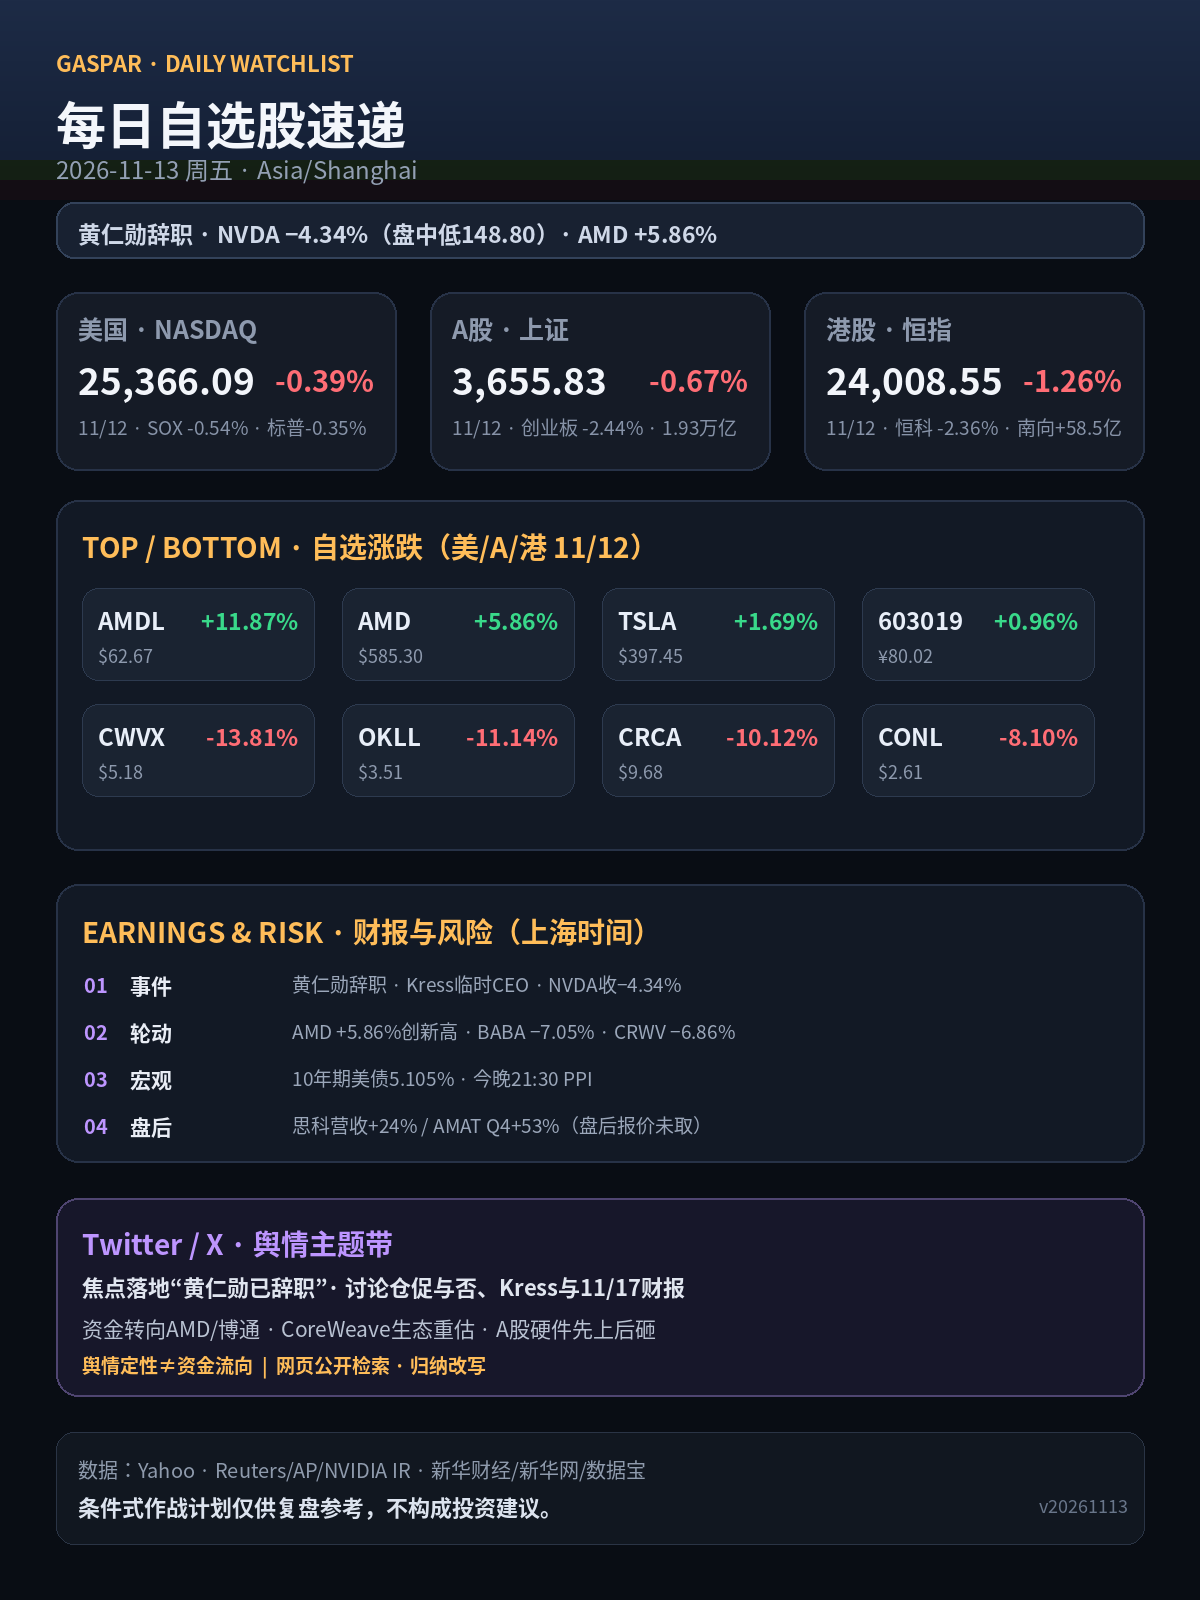 GASPAR · DAILY WATCHLIST
每日自选股速递
2026-11-13 周五 · Asia/Shanghai
黄仁勋辞职 · NVDA −4.34%（盘中低148.80）· AMD +5.86%
美国 · NASDAQ
25,366.09 -0.39%
11/12 · SOX -0.54% · 标普-0.35%
A股 · 上证
3,655.83 -0.67%
11/12 · 创业板 -2.44% · 1.93万亿
港股 · 恒指
24,008.55 -1.26%
11/12 · 恒科 -2.36% · 南向+58.5亿
TOP / BOTTOM · 自选涨跌（美/A/港 11/12）
AMDL +11.87%
$62.67
AMD +5.86%
$585.30
TSLA +1.69%
$397.45
603019 +0.96%
¥80.02
CWVX -13.81%
$5.18
OKLL -11.14%
$3.51
CRCA -10.12%
$9.68
CONL -8.10%
$2.61
EARNINGS & RISK · 财报与风险（上海时间）
01 事件 黄仁勋辞职 · Kress临时CEO · NVDA收−4.34%
02 轮动 AMD +5.86%创新高 · BABA −7.05% · CRWV −6.86%
03 宏观 10年期美债5.105% · 今晚21:30 PPI
04 盘后 思科营收+24% / AMAT Q4+53%（盘后报价未取）
Twitter / X · 舆情主题带
焦点落地“黄仁勋已辞职”· 讨论仓促与否、Kress与11/17财报
资金转向AMD/博通 · CoreWeave生态重估 · A股硬件先上后砸
舆情定性≠资金流向 | 网页公开检索 · 归纳改写
数据：Yahoo · Reuters/AP/NVIDIA IR · 新华财经/新华网/数据宝
条件式作战计划仅供复盘参考，不构成投资建议。
v20261113